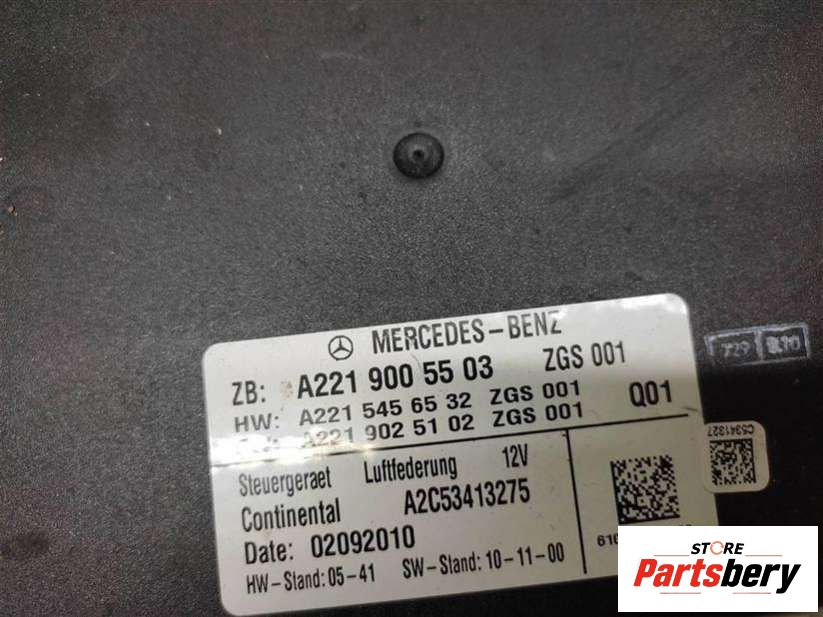 MERCEDES-BENZ
ZB: A221 900 55 03 ZGS 001
HW: A221 545 65 32 ZGS 001 Q01
A221 902 51 02 ZGS 001
Steuergeraet Luftfederung 12V
Continental A2C53413275
Date: 02092010
HW-Stand: 05-41 SW-Stand: 10-11-00
C5341327
STORE
Partsbery